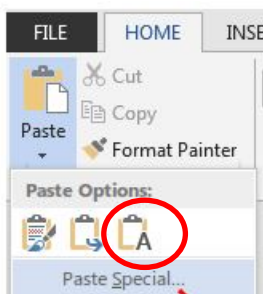 FILE HOME INSE
Cut
Copy
Paste
Format Painter
Paste Options:
A
Paste Special...